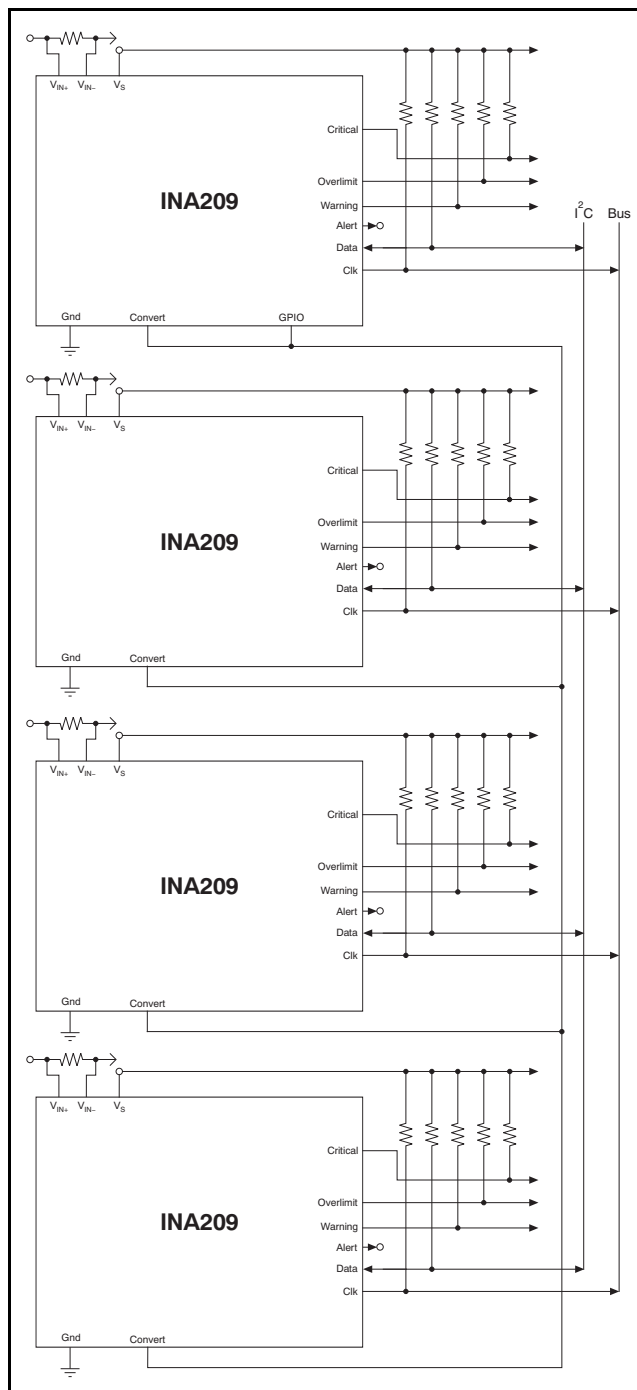 V_IN+ V_IN– V_S
Critical
INA209
Overlimit
Warning
I²C Bus
Alert
Data
Clk
Gnd Convert GPIO
V_IN+ V_IN– V_S
Critical
INA209
Overlimit
Warning
Alert
Data
Clk
Gnd Convert
V_IN+ V_IN– V_S
Critical
INA209
Overlimit
Warning
Alert
Data
Clk
Gnd Convert
V_IN+ V_IN– V_S
Critical
INA209
Overlimit
Warning
Alert
Data
Clk
Gnd Convert